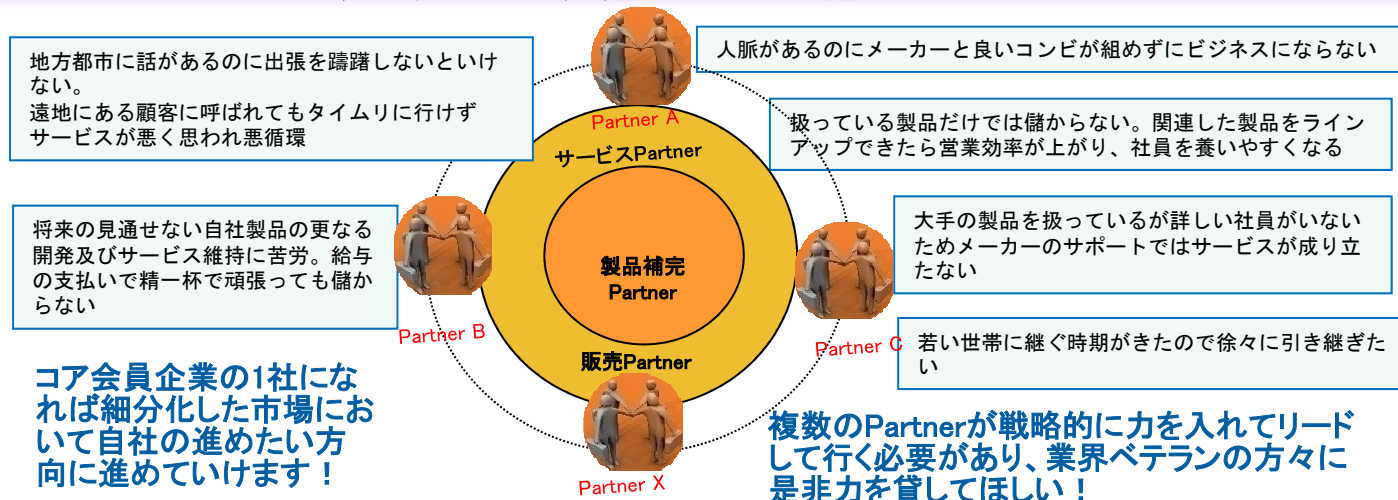 地方都市に話があるのに出張を躊躇しないといけ
ない。
遠地にある顧客に呼ばれてもタイムリに行けず
サービスが悪く思われ悪循環
人脈があるのにメーカーと良いコンビが組めずにビジネスにならない
Partner A
扱っている製品だけでは儲からない。関連した製品をライン
アップできたら営業効率が上がり、社員を養いやすくなる
サービスPartner
将来の見通せない自社製品の更なる
開発及びサービス維持に苦労。給与
の支払いで精一杯で頑張っても儲か
らない
製品補完
Partner
大手の製品を扱っているが詳しい社員がいない
ためメーカーのサポートではサービスが成り立
たない
Partner B
Partner C
若い世帯に継ぐ時期がきたので徐々に引き継ぎた
い
販売Partner
コア会員企業の1社にな
れば細分化した市場にお
いて自社の進めたい方
向に進めていけます！
複数のPartnerが戦略的に力を入れてリード
して行く必要があり、業界ベテランの方々に
是非力を貸してほしい！
Partner X